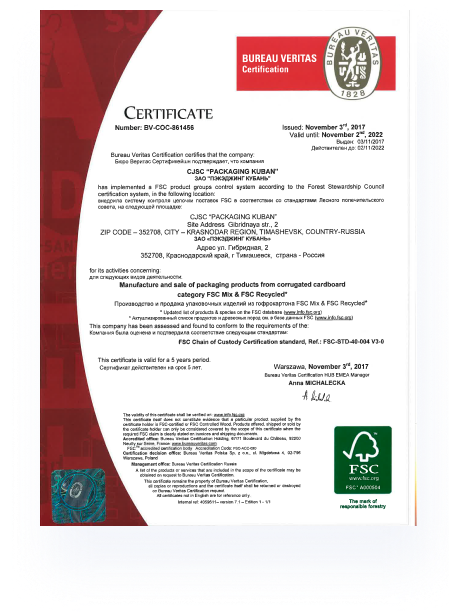 BUREAU VERITAS
Certification
BUREAU VERITAS
1828
CERTIFICATE
Number: BV-COC-861456
Issued: November 3rd, 2017
Valid until: November 2nd, 2022
Выдан: 03/11/2017
Действителен до: 02/11/2022
Bureau Veritas Certification certifies that the company:
Бюро Веритас Сертификейшн подтверждает, что компания
CJSC "PACKAGING KUBAN"
ЗАО "ПЭКЭДЖИНГ КУБАНЬ"
has implemented a FSC product groups control system according to the Forest Stewardship Council
certification system, in the following location:
внедрила систему контроля цепочки поставок FSC в соответствии со стандартами Лесного попечительского
совета, на следующей площадке:
CJSC "PACKAGING KUBAN"
Site Address Gibridnaya str., 2
ZIP CODE – 352708, CITY – KRASNODAR REGION, TIMASHEVSK, COUNTRY-RUSSIA
ЗАО «ПЭКЭДЖИНГ КУБАНЬ»
Адрес ул. Гибридная, 2
352708, Краснодарский край, г Тимашевск, страна - Россия
for its activities concerning:
для следующих видов деятельности:
Manufacture and sale of packaging products from corrugated cardboard
category FSC Mix & FSC Recycled*
Производство и продажа упаковочных изделий из гофрокартона FSC Mix & FSC Recycled*
* Updated list of products & species on the FSC database (www.info.fsc.org)
* Актуализированный список продуктов и древесных пород см. в базе данных FSC (www.info.fsc.org)
This company has been assessed and found to conform to the requirements of the:
Компания была оценена и подтвердила соответствие следующим стандартам:
FSC Chain of Custody Certification standard, Ref.: FSC-STD-40-004 V3-0
This certificate is valid for a 5 years period.
Сертификат действителен на срок 5 лет.
Warszawa, November 3rd, 2017
Bureau Veritas Certification HUB EMEA Manager
Anna MICHALECKA
The validity of this certificate shall be verified on: www.info.fsc.org
This certificate itself does not constitute evidence that a particular product supplied by the
certificate holder is FSC-certified or FSC Controlled Wood. Products offered, shipped or sold by
the certificate holder can only be considered covered by the scope of this certificate when the
required FSC claim is clearly stated on invoices and shipping documents.
Accredited office: Bureau Veritas Certification Holding, 67/71 Boulevard du Château, 92200
Neuilly sur Seine, France www.bureauveritas.com
Certification decision office: Bureau Veritas Polska Sp. z o.o., ul. Migdałowa 4, 02-796
Warszawa, Poland
Management office: Bureau Veritas Certification Russia
A list of the products or services that are included in the scope of the certificate may be
obtained on request to Bureau Veritas Certification.
This certificate remains the property of Bureau Veritas Certification,
all copies or reproductions and the certificate itself shall be returned or destroyed
on Bureau Veritas Certification request.
All certificates not in English are for reference only.
FSC
www.fsc.org
FSC® A000504
The mark of
responsible forestry